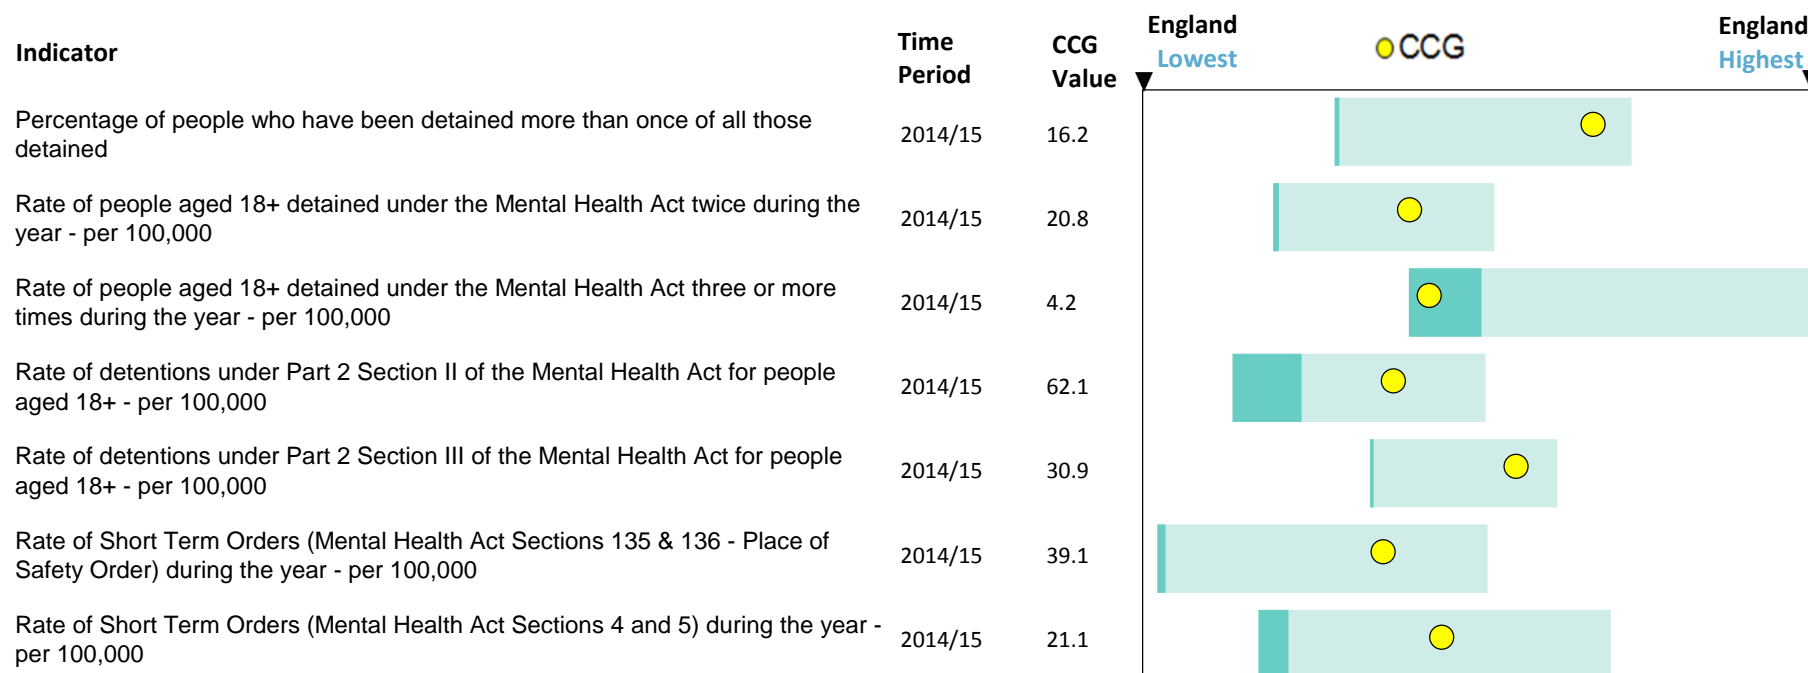 Indicator
Time Period
CCG Value
England Lowest
CCG
England Highest
Percentage of people who have been detained more than once of all those
detained
2014/15
16.2
Rate of people aged 18+ detained under the Mental Health Act twice during the
year - per 100,000
2014/15
20.8
Rate of people aged 18+ detained under the Mental Health Act three or more
times during the year - per 100,000
2014/15
4.2
Rate of detentions under Part 2 Section II of the Mental Health Act for people
aged 18+ - per 100,000
2014/15
62.1
Rate of detentions under Part 2 Section III of the Mental Health Act for people
aged 18+ - per 100,000
2014/15
30.9
Rate of Short Term Orders (Mental Health Act Sections 135 & 136 - Place of
Safety Order) during the year - per 100,000
2014/15
39.1
Rate of Short Term Orders (Mental Health Act Sections 4 and 5) during the year -
per 100,000
2014/15
21.1